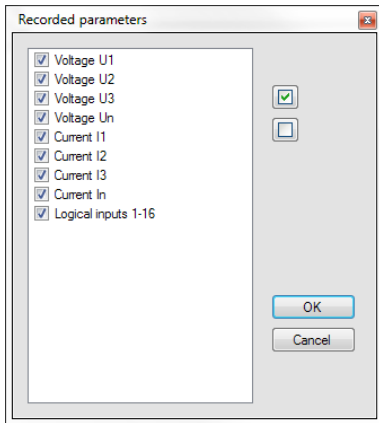 Recorded parameters
Voltage U1
Voltage U2
Voltage U3
Voltage Un
Current I1
Current I2
Current I3
Current In
Logical inputs 1-16
OK
Cancel